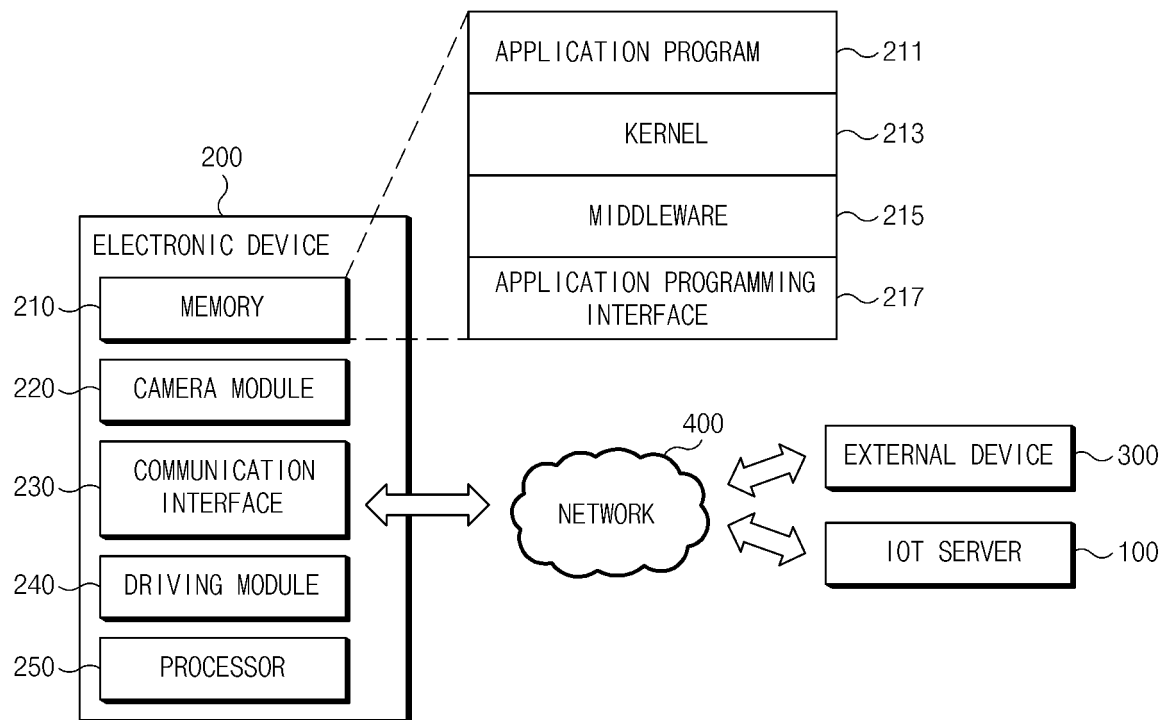 APPLICATION PROGRAM
211
KERNEL
213
MIDDLEWARE
215
APPLICATION PROGRAMMING
INTERFACE
217
200
ELECTRONIC DEVICE
210
MEMORY
220
CAMERA MODULE
230
COMMUNICATION
INTERFACE
240
DRIVING MODULE
250
PROCESSOR
400
NETWORK
EXTERNAL DEVICE
300
IOT SERVER
100